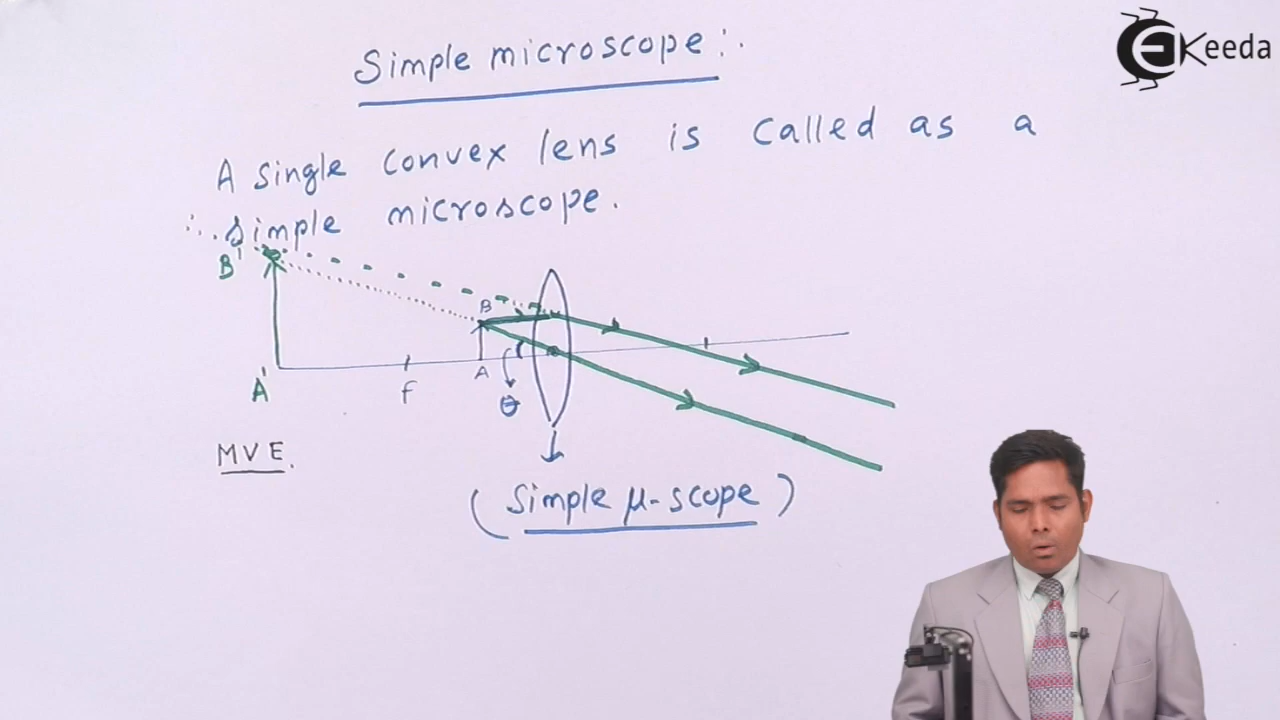 Simple microscope :.
EKeeda
A single convex lens is called as a
simple microscope.
B'
B
A'
f
A
θ
MVE.
(Simple μ-scope)